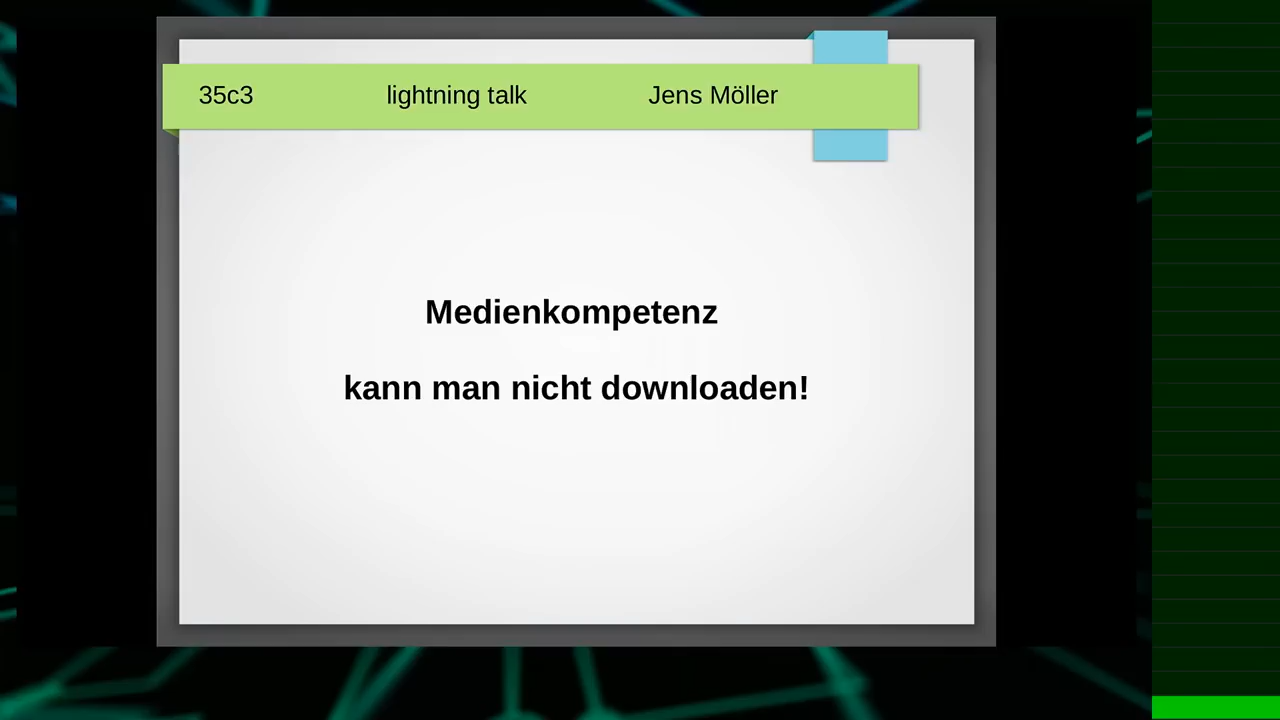 35c3 lightning talk Jens Möller
Medienkompetenz
kann man nicht downloaden!